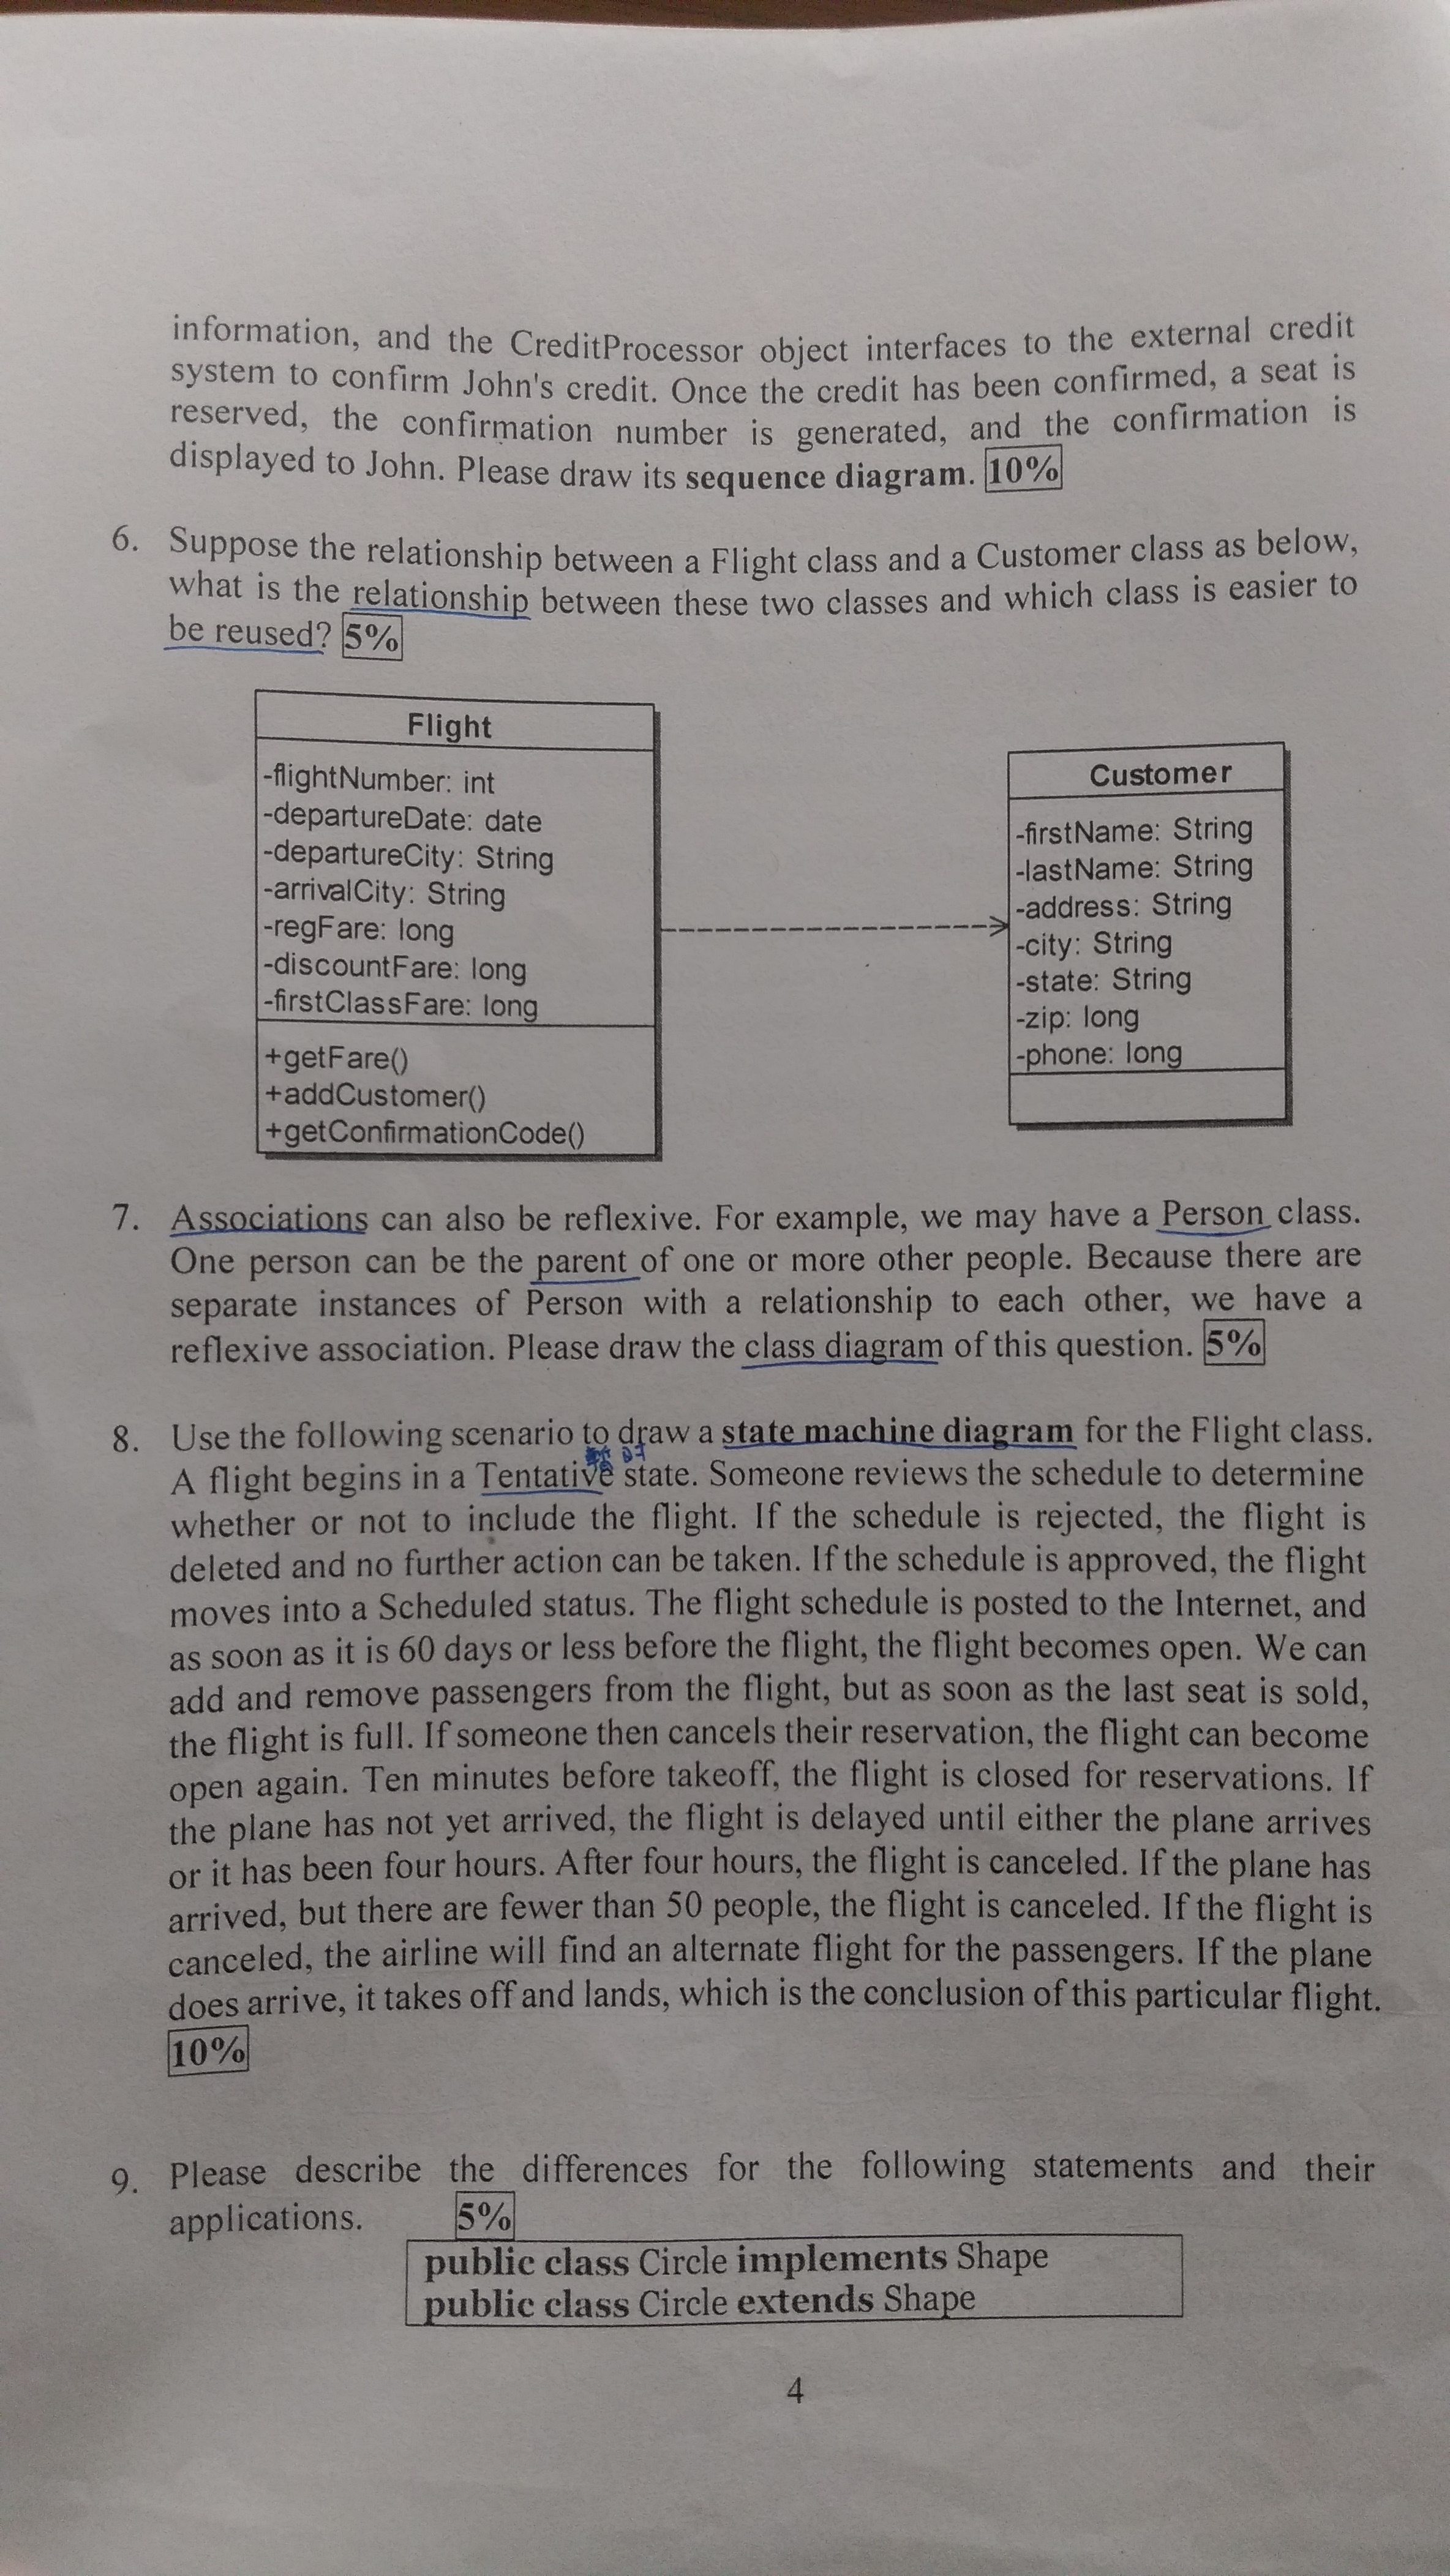 information, and the CreditProcessor object interfaces to the external credit
system to confirm John's credit. Once the credit has been confirmed, a seat is
reserved, the confirmation number is generated, and the confirmation is
displayed to John. Please draw its sequence diagram. 10%
6. Suppose the relationship between a Flight class and a Customer class as below,
what is the relationship between these two classes and which class is easier to
be reused? 5%
Flight
-flightNumber: int
-departureDate: date
-departureCity: String
-arrivalCity: String
-regFare: long
-discountFare: long
-firstClassFare: long
+getFare()
+addCustomer()
+getConfirmationCode()
Customer
-firstName: String
-lastName: String
-address: String
-city: String
-state: String
-zip: long
-phone: long
7. Associations can also be reflexive. For example, we may have a Person class.
One person can be the parent of one or more other people. Because there are
separate instances of Person with a relationship to each other, we have a
reflexive association. Please draw the class diagram of this question. 5%
8. Use the following scenario to draw a state machine diagram for the Flight class.
A flight begins in a Tentative state. Someone reviews the schedule to determine
whether or not to include the flight. If the schedule is rejected, the flight is
deleted and no further action can be taken. If the schedule is approved, the flight
moves into a Scheduled status. The flight schedule is posted to the Internet, and
as soon as it is 60 days or less before the flight, the flight becomes open. We can
add and remove passengers from the flight, but as soon as the last seat is sold,
the flight is full. If someone then cancels their reservation, the flight can become
open again. Ten minutes before takeoff, the flight is closed for reservations. If
the plane has not yet arrived, the flight is delayed until either the plane arrives
or it has been four hours. After four hours, the flight is canceled. If the plane has
arrived, but there are fewer than 50 people, the flight is canceled. If the flight is
canceled, the airline will find an alternate flight for the passengers. If the plane
does arrive, it takes off and lands, which is the conclusion of this particular flight.
10%
9. Please describe the differences for the following statements and their
applications. 5%
public class Circle implements Shape
public class Circle extends Shape
4